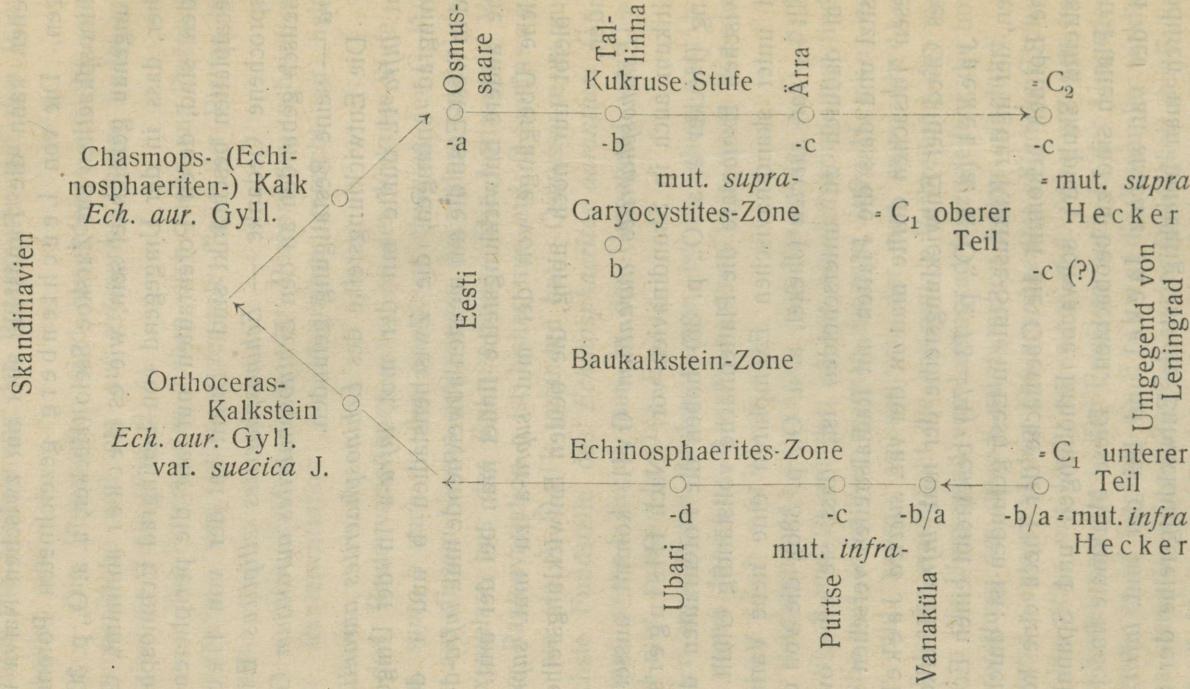 Skandinavien
Chasmops- (Echi-
nosphaeriten-) Kalk
Ech. aur. Gyll.
Orthoceras-
Kalkstein
Ech. aur. Gyll.
var. suecica J.
Eesti
Osmus-
saare
Tal-
linna
Ärra
Kukruse Stufe
= C₂
-a
-b
-c
-c
mut. supra-
= mut. supra
Hecker
Caryocystites-Zone
= C₁ oberer
Teil
b
-c (?)
Baukalkstein-Zone
Umgegend von
Leningrad
Echinosphaerites-Zone
= C₁ unterer
Teil
-d
-c
-b/a
-b/a = mut. infra
Hecker
mut. infra-
Ubari
Purtse
Vanaküla